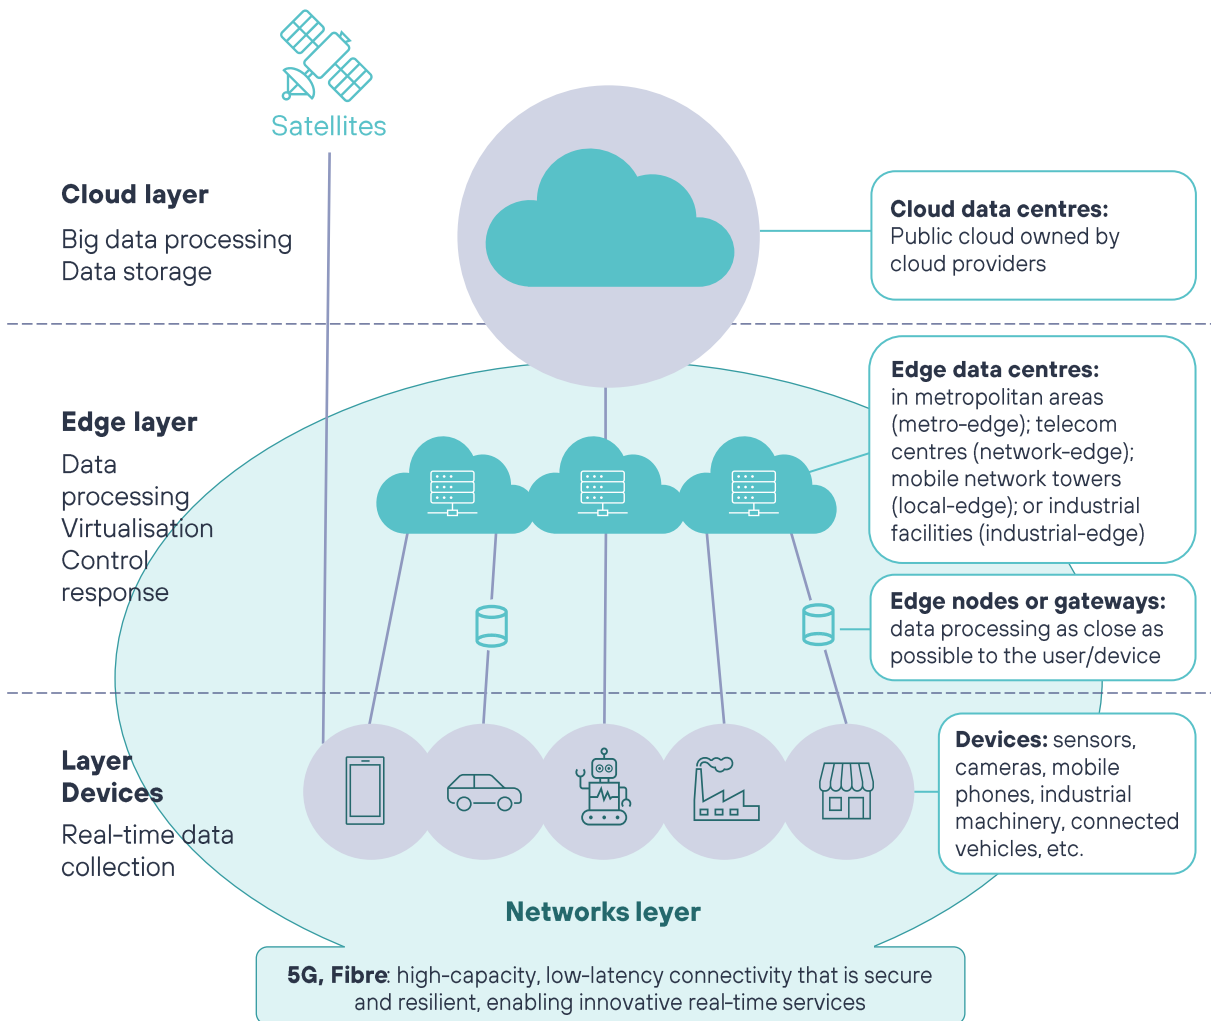 Satellites
Cloud layer
Big data processing
Data storage
Cloud data centres:
Public cloud owned by
cloud providers
Edge layer
Data
processing
Virtualisation
Control
response
Edge data centres:
in metropolitan areas
(metro-edge); telecom
centres (network-edge);
mobile network towers
(local-edge); or industrial
facilities (industrial-edge)
Edge nodes or gateways:
data processing as close as
possible to the user/device
Layer
Devices
Real-time data
collection
Devices: sensors,
cameras, mobile
phones, industrial
machinery, connected
vehicles, etc.
Networks leyer
5G, Fibre: high-capacity, low-latency connectivity that is secure
and resilient, enabling innovative real-time services